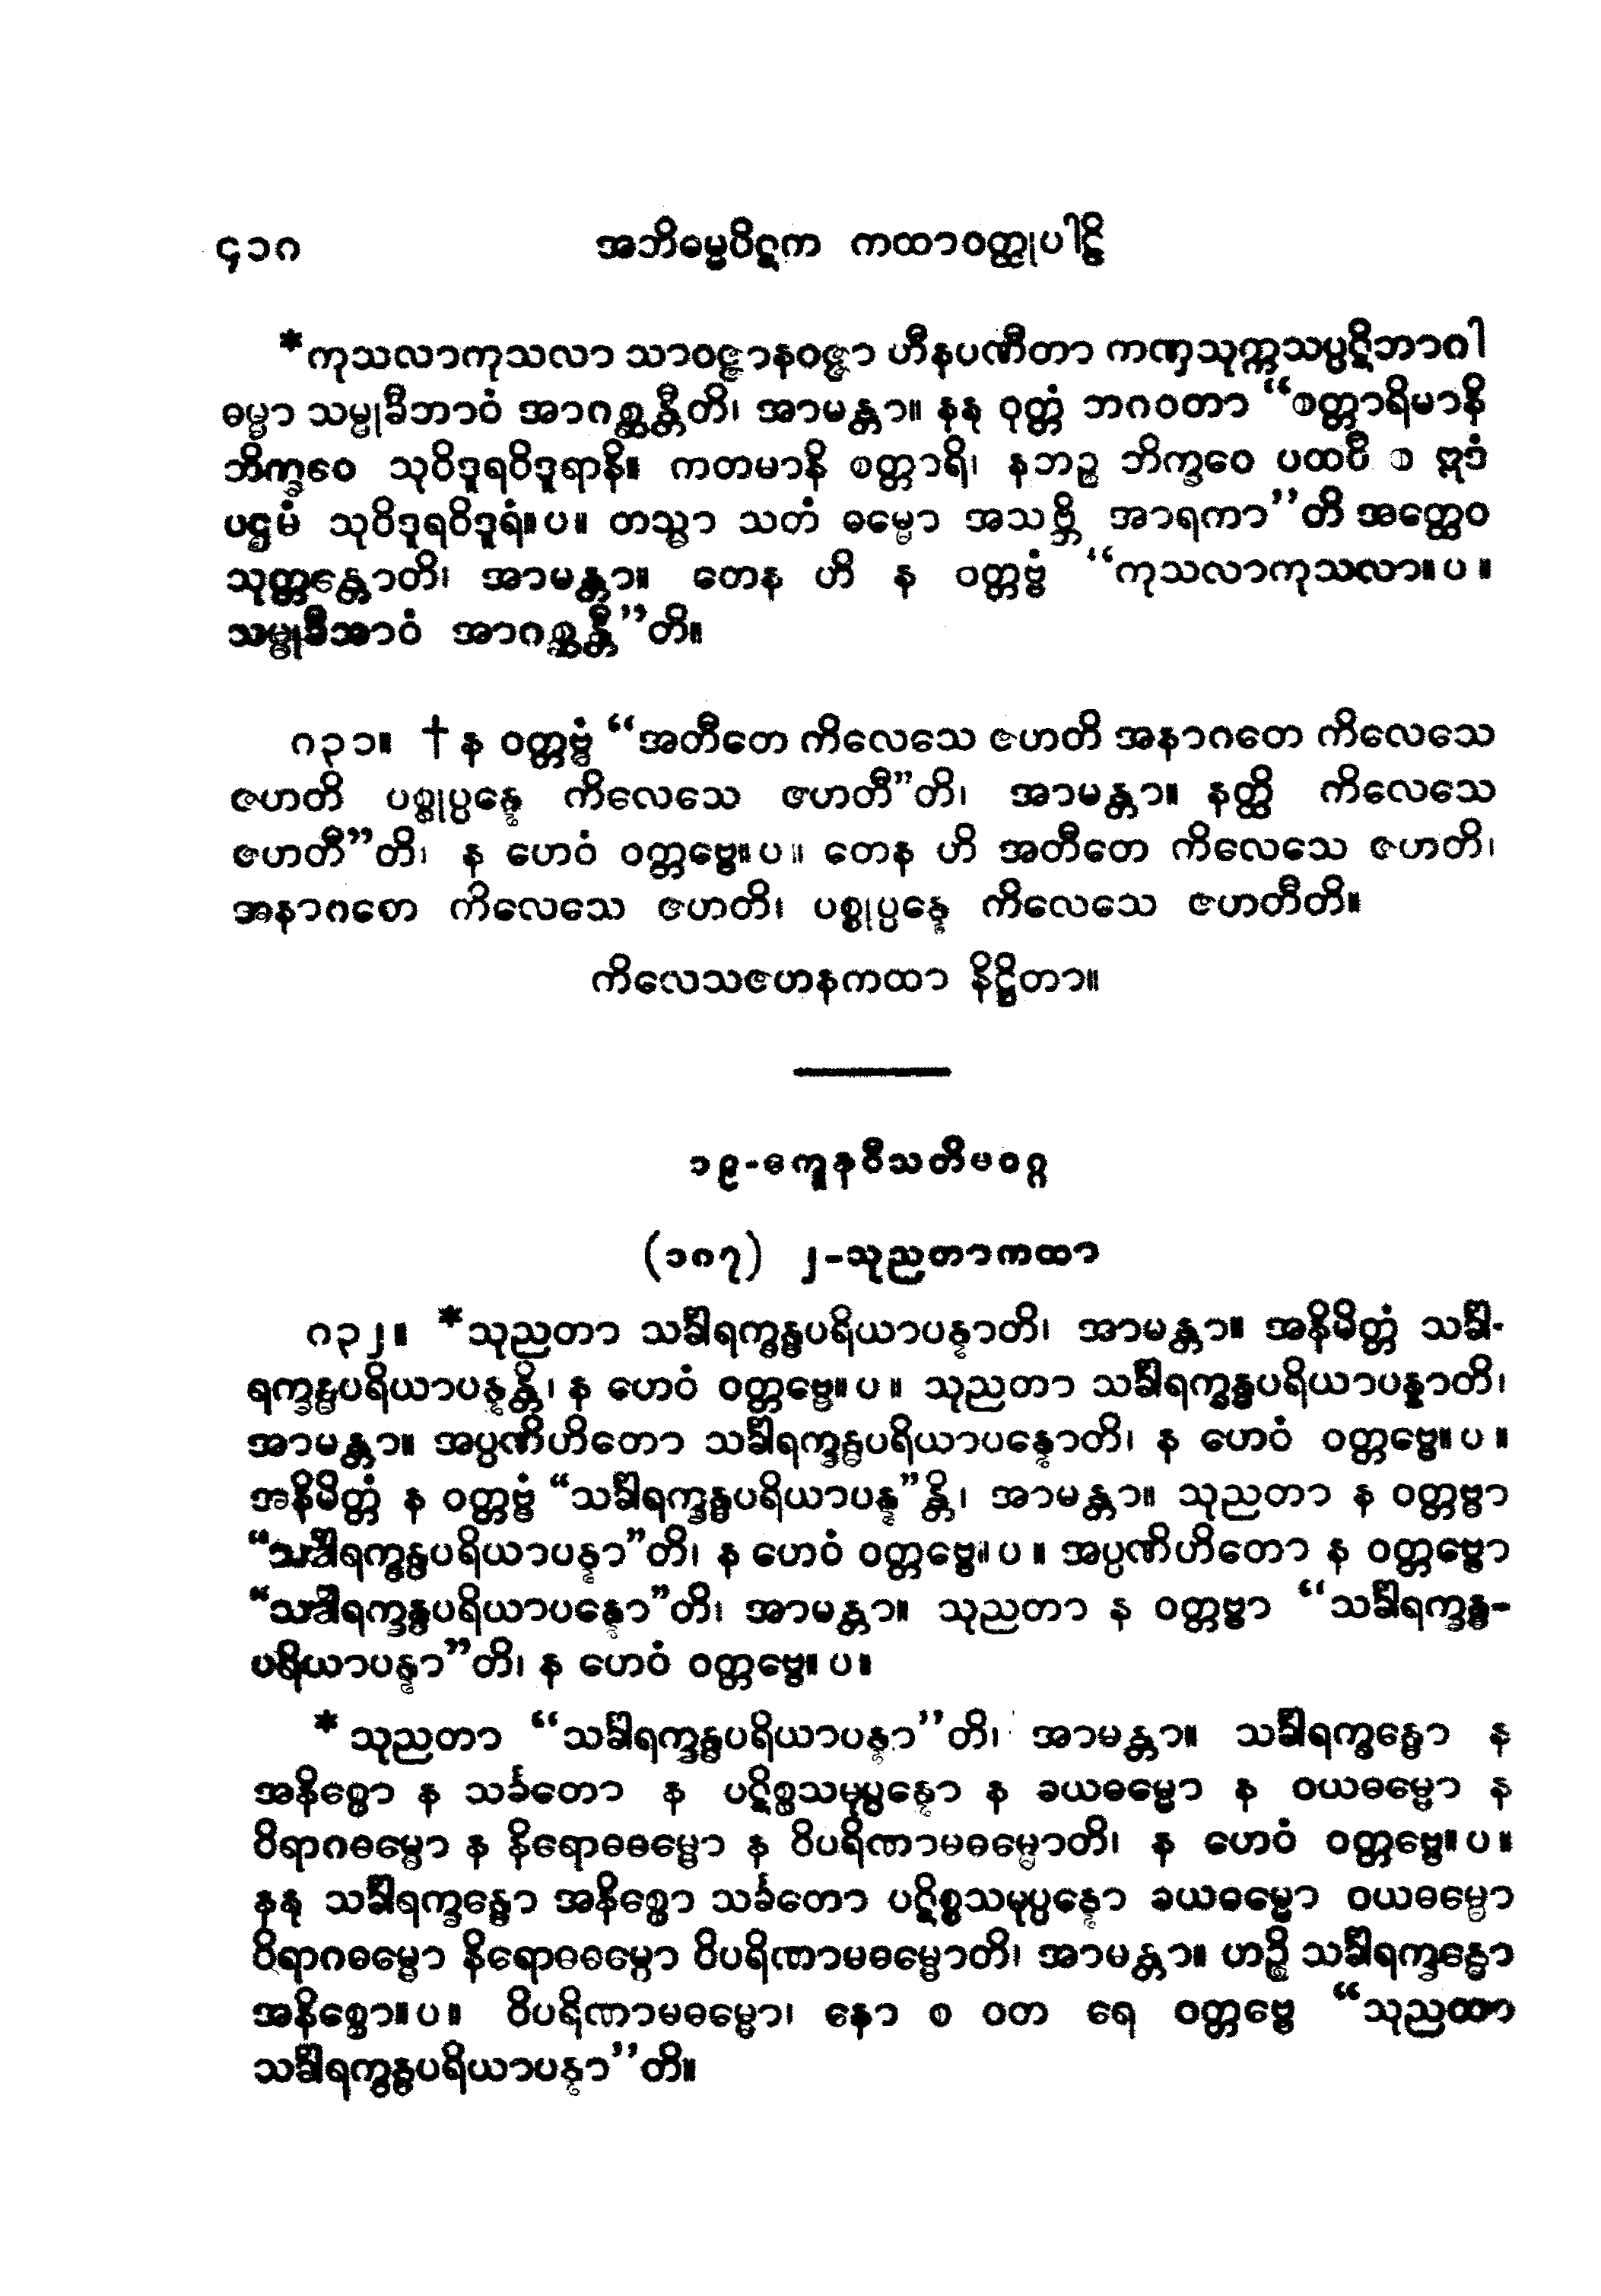 ၄၁၈ အဘိဓမ္မပိဋက ကထာဝတ္ထုပါဠိ
*ကုသလာကုသလာ သာဝဇ္ဇာနဝဇ္ဇာ ဟီနပဏီတာ ကဏှသုက္ကသပ္ပဋိဘာဂါ
ဓမ္မာ သမ္မုခီဘာဝံ အာဂစ္ဆန္တီတိ၊ အာမန္တာ။ နနု ဝုတ္တံ ဘဂဝတာ “စတ္တာရိမာနိ
ဘိက္ခဝေ သုဝိဒူရဝိဒူရာနိ။ ကတမာနိ စတ္တာရိ၊ နဘဉ္စ ဘိက္ခဝေ ပထဝီ စ ဣဒံ
ပဌမံ သုဝိဒူရဝိဒူရံ။ပ။ တသ္မာ သတံ ဓမ္မော အသဗ္ဘိ အာရကာ”တိ အတ္ထေဝ
သုတ္တန္တောတိ၊ အာမန္တာ။ တေန ဟိ န ဝတ္တဗ္ဗံ “ကုသလာကုသလာ။ပ။
သမ္မုခီဘာဝံ အာဂစ္ဆန္တီ”တိ။
၈၃၁။ † န ဝတ္တဗ္ဗံ “အတီတေ ကိလေသေ ဇဟတိ အနာဂတေ ကိလေသေ
ဇဟတိ ပစ္စုပ္ပန္နေ ကိလေသေ ဇဟတီ”တိ၊ အာမန္တာ။ နတ္ထိ ကိလေသေ
ဇဟတီ”တိ၊ န ဟေဝံ ဝတ္တဗ္ဗေ။ပ။ တေန ဟိ အတီတေ ကိလေသေ ဇဟတိ၊
အနာဂတေ ကိလေသေ ဇဟတိ၊ ပစ္စုပ္ပန္နေ ကိလေသေ ဇဟတီတိ။
ကိလေသဇဟနကထာ နိဋ္ဌိတာ။
၁၉-ဧကူနဝီသတိမဝဂ္ဂ
(၁၈၇) ၂-သုညတာကထာ
၈၃၂။ *သုညတာ သင်္ခါရက္ခန္ဓပရိယာပန္နာတိ၊ အာမန္တာ။ အနိမိတ္တံ သင်္ခါ-
ရက္ခန္ဓပရိယာပန္နန္တိ၊ န ဟေဝံ ဝတ္တဗ္ဗေ။ပ။ သုညတာ သင်္ခါရက္ခန္ဓပရိယာပန္နာတိ၊
အာမန္တာ။ အပ္ပဏိဟိတော သင်္ခါရက္ခန္ဓပရိယာပန္နောတိ၊ န ဟေဝံ ဝတ္တဗ္ဗေ။ပ။
အနိမိတ္တံ န ဝတ္တဗ္ဗံ “သင်္ခါရက္ခန္ဓပရိယာပန္န”န္တိ၊ အာမန္တာ။ သုညတာ န ဝတ္တဗ္ဗာ
“သင်္ခါရက္ခန္ဓပရိယာပန္နာ”တိ၊ န ဟေဝံ ဝတ္တဗ္ဗေ။ပ။ အပ္ပဏိဟိတော န ဝတ္တဗ္ဗော
“သင်္ခါရက္ခန္ဓပရိယာပန္နော”တိ၊ အာမန္တာ။ သုညတာ န ဝတ္တဗ္ဗာ “သင်္ခါရက္ခန္ဓ-
ပရိယာပန္နာ”တိ၊ န ဟေဝံ ဝတ္တဗ္ဗေ။ပ။
* သုညတာ “သင်္ခါရက္ခန္ဓပရိယာပန္နာ”တိ၊ အာမန္တာ။ သင်္ခါရက္ခန္ဓော န
အနိစ္စော န သင်္ခတော န ပဋိစ္စသမုပ္ပန္နော န ခယဓမ္မော န ဝယဓမ္မော န
ဝိရာဂဓမ္မော န နိရောဓဓမ္မော န ဝိပရိဏာမဓမ္မောတိ၊ န ဟေဝံ ဝတ္တဗ္ဗေ။ပ။
နနု သင်္ခါရက္ခန္ဓော အနိစ္စော သင်္ခတော ပဋိစ္စသမုပ္ပန္နော ခယဓမ္မော ဝယဓမ္မော
ဝိရာဂဓမ္မော နိရောဓဓမ္မော ဝိပရိဏာမဓမ္မောတိ၊ အာမန္တာ။ ဟဉ္စိ သင်္ခါရက္ခန္ဓော
အနိစ္စော။ပ။ ဝိပရိဏာမဓမ္မော၊ နော စ ဝတ ရေ ဝတ္တဗ္ဗေ “သုညတာ
သင်္ခါရက္ခန္ဓပရိယာပန္နာ”တိ။